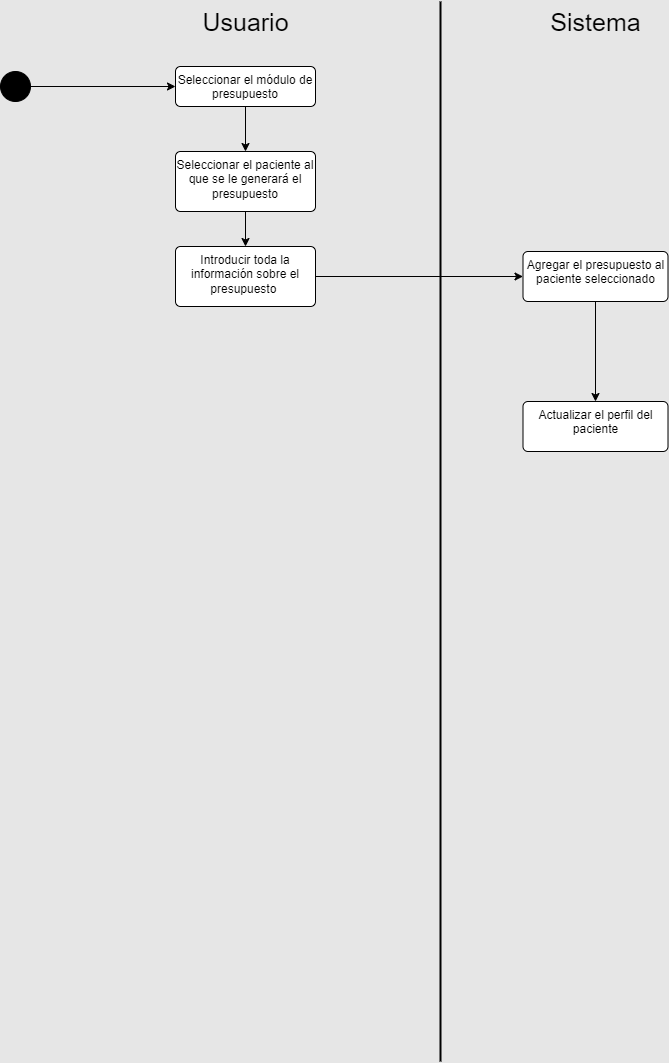 Usuario
Sistema
Seleccionar el módulo de
presupuesto
Seleccionar el paciente al
que se le generará el
presupuesto
Introducir toda la
información sobre el
presupuesto
Agregar el presupuesto al
paciente seleccionado
Actualizar el perfil del
paciente